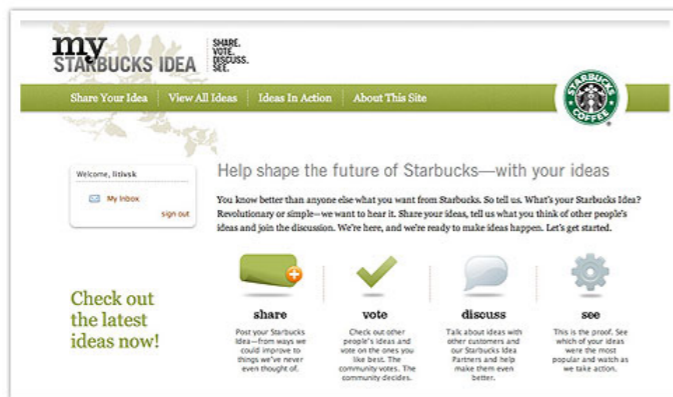 my
STARBUCKS IDEA
SHARE.
VOTE.
DISCUSS.
SEE.
Share Your Idea View All Ideas Ideas In Action About This Site
STARBUCKS
COFFEE
Welcome, litivsk
My Inbox
sign out
Help shape the future of Starbucks—with your ideas
You know better than anyone else what you want from Starbucks. So tell us. What's your Starbucks Idea?
Revolutionary or simple—we want to hear it. Share your ideas, tell us what you think of other people's
ideas and join the discussion. We're here, and we're ready to make ideas happen. Let's get started.
Check out
the latest
ideas now!
share
Post your Starbucks
Idea—from ways we
could improve to
things we've never
even thought of.
vote
Check out other
people's ideas and
vote on the ones you
like best. The
community votes. The
community decides.
discuss
Talk about ideas with
other customers and
our Starbucks Idea
Partners and help
make them even
better.
see
This is the proof. See
which of your ideas
were the most
popular and watch as
we take action.